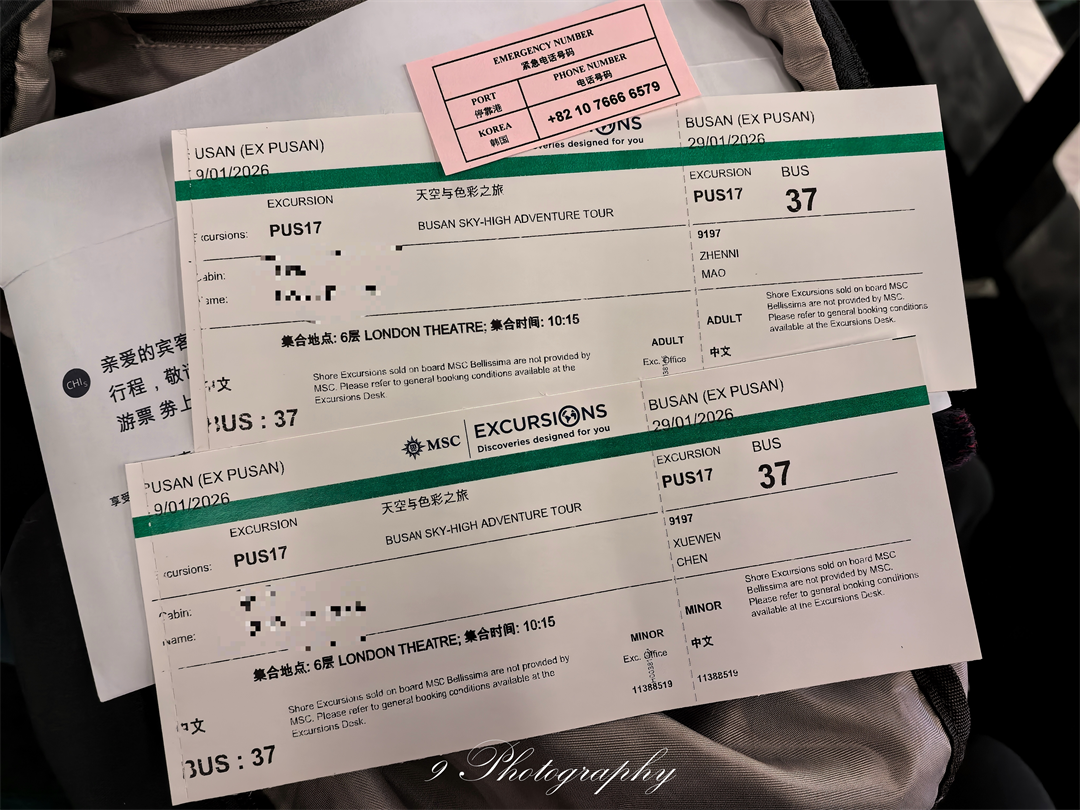 EMERGENCY NUMBER
紧急电话号码
PORT
停靠港
PHONE NUMBER
电话号码
KOREA
韩国
+82 10 7666 6579
USAN (EX PUSAN)
9/01/2026
ONS
eries designed for you
BUSAN (EX PUSAN)
29/01/2026
EXCURSION
天空与色彩之旅
xcursions:
PUS17
BUSAN SKY-HIGH ADVENTURE TOUR
EXCURSION
BUS
PUS17
37
9197
ZHENNI
MAO
abin:
ame:
集合地点: 6层 LONDON THEATRE; 集合时间: 10:15
ADULT
Exc. Office
中文
Shore Excursions sold on board MSC Bellissima are not provided by
MSC. Please refer to general booking conditions available at the
Excursions Desk.
BUS : 37
ADULT
中文
Shore Excursions sold on board MSC
Bellissima are not provided by MSC.
Please refer to general booking conditions
available at the Excursions Desk.
CHI
亲爱的宾客
行程，敬
游票 券上
享受
PUSAN (EX PUSAN)
9/01/2026
MSC
EXCURSIONS
Discoveries designed for you
BUSAN (EX PUSAN)
29/01/2026
EXCURSION
天空与色彩之旅
xcursions:
PUS17
BUSAN SKY-HIGH ADVENTURE TOUR
EXCURSION
BUS
PUS17
37
9197
XUEWEN
CHEN
Cabin:
Name:
集合地点: 6层 LONDON THEATRE; 集合时间: 10:15
MINOR
Exc. Office
11388519
中文
Shore Excursions sold on board MSC Bellissima are not provided by
MSC. Please refer to general booking conditions available at the
Excursions Desk.
BUS : 37
MINOR
中文
11388519
Shore Excursions sold on board MSC
Bellissima are not provided by MSC.
Please refer to general booking conditions
available at the Excursions Desk.
9 Photography